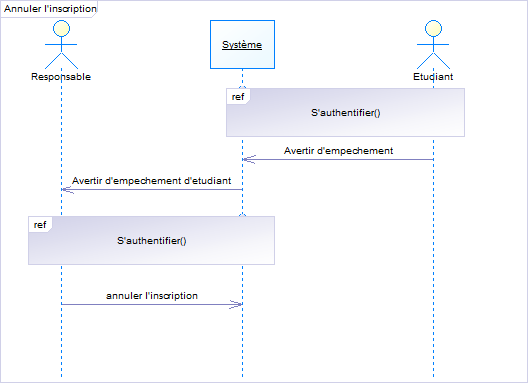 Annuler l'inscription
Responsable
Système
Etudiant
ref
S'authentifier()
Avertir d'empechement
Avertir d'empechement d'etudiant
ref
S'authentifier()
annuler l'inscription